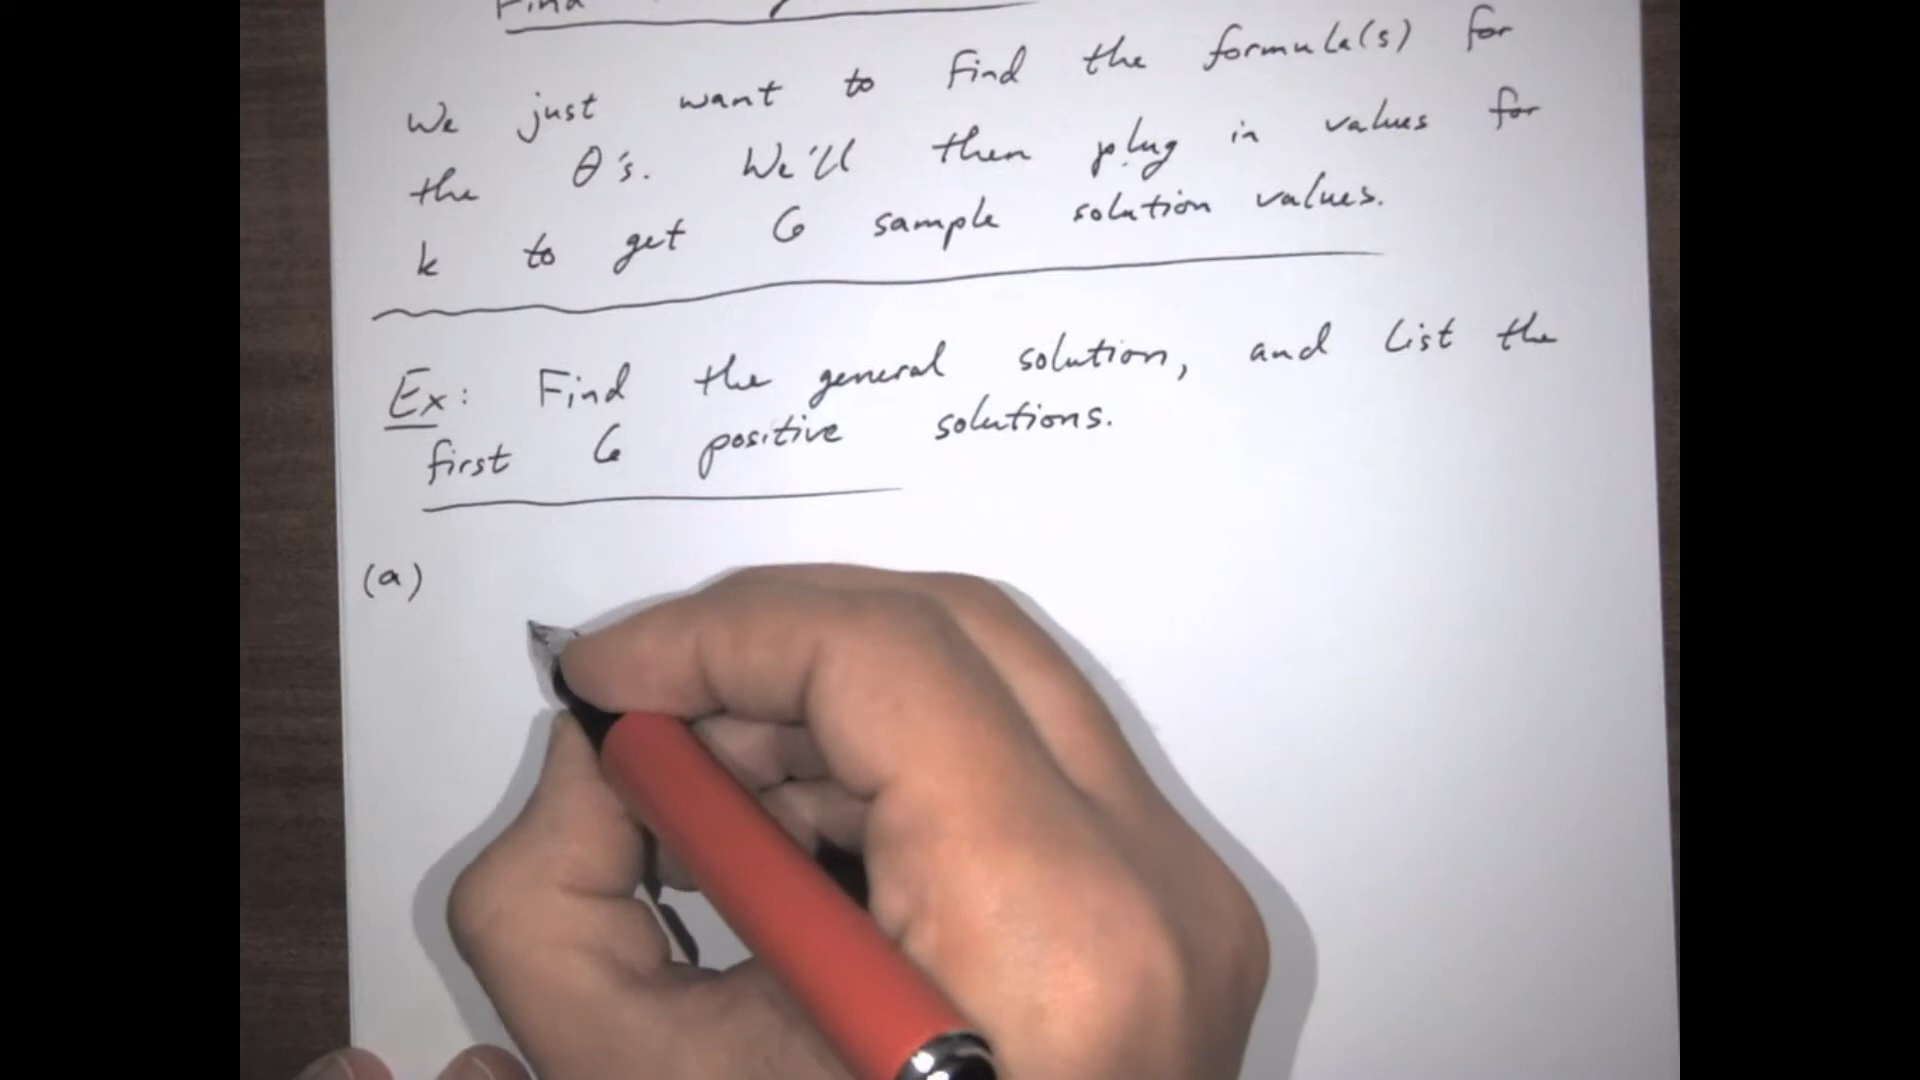 Find
We just want to find the formula(s) for
the θ's. We'll then plug in values for
k to get 6 sample solution values.
Ex: Find the general solution, and list the
first 6 positive solutions.
(a)